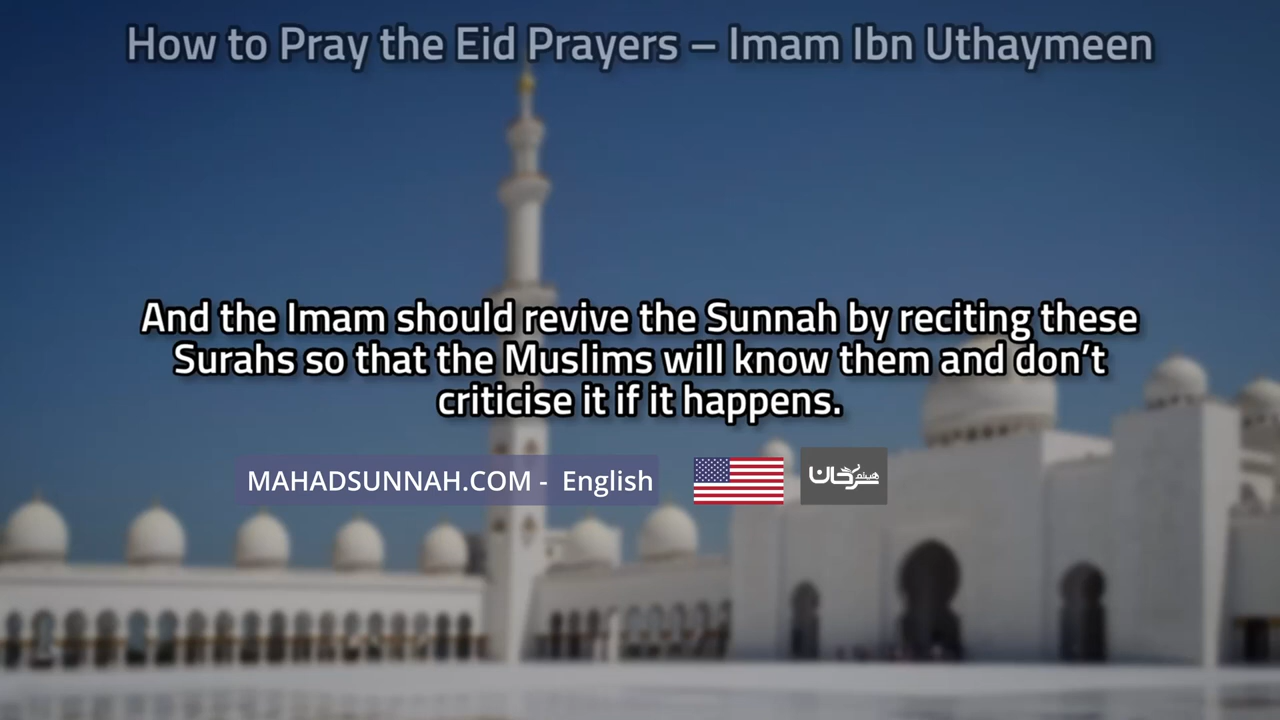 How to Pray the Eid Prayers – Imam Ibn Uthaymeen
And the Imam should revive the Sunnah by reciting these
Surahs so that the Muslims will know them and don’t
criticise it if it happens.
MAHADSUNNAH.COM - English